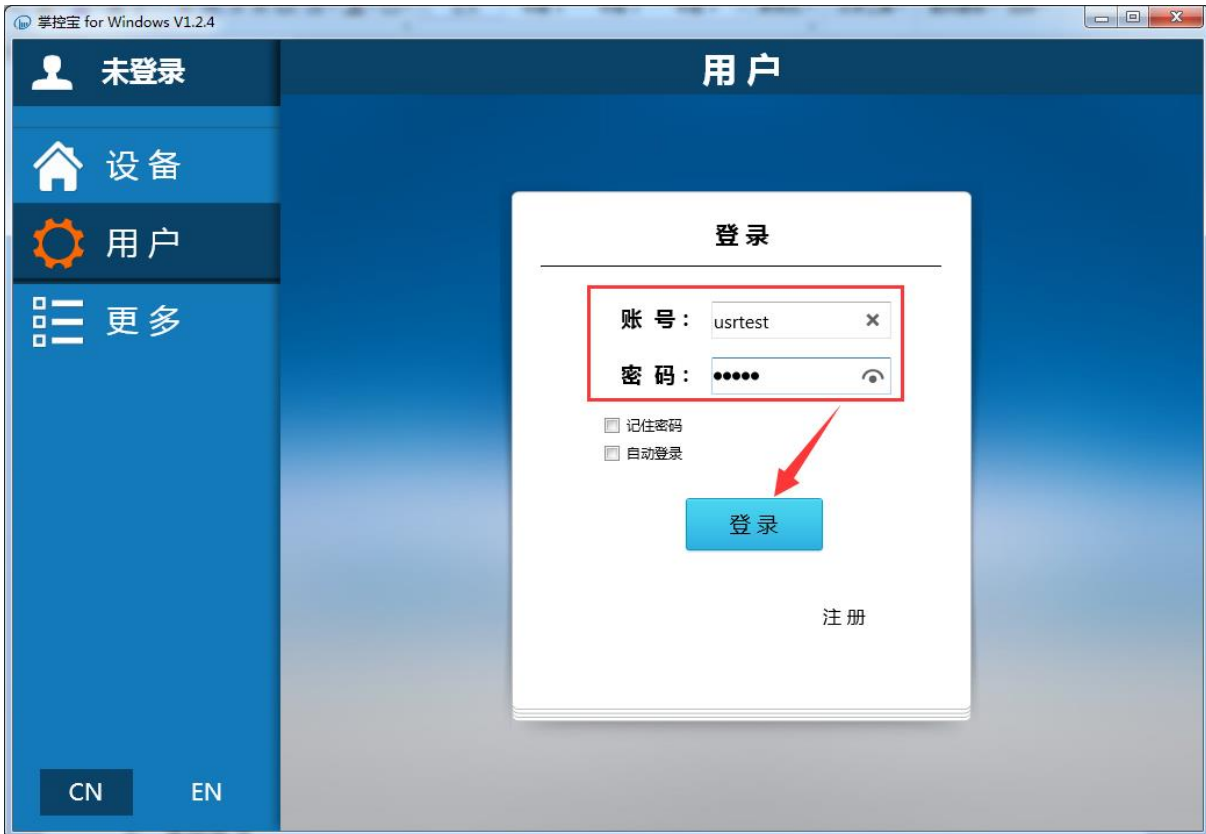 掌控宝 for Windows V1.2.4
未登录
用户
设备
用户
更多
登录
账号： usrtest
密码： •••••
记住密码
自动登录
登录
注册
CN EN